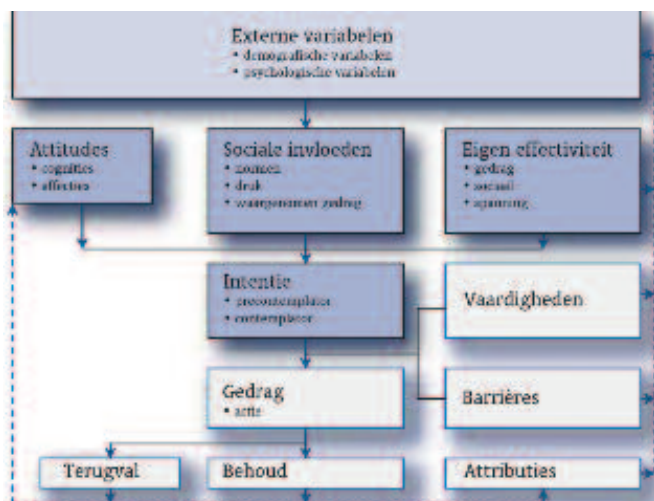 Externe variabelen
• demografische variabelen
• psychologische variabelen
Attitudes
• cognities
• affecties
Sociale invloeden
• normen
• druk
• waargenomen gedrag
Eigen effectiviteit
• gedrag
• sociaal
• spanning
Intentie
• precontemplator
• contemplator
Vaardigheden
Gedrag
• actie
Barrières
Terugval
Behoud
Attributies